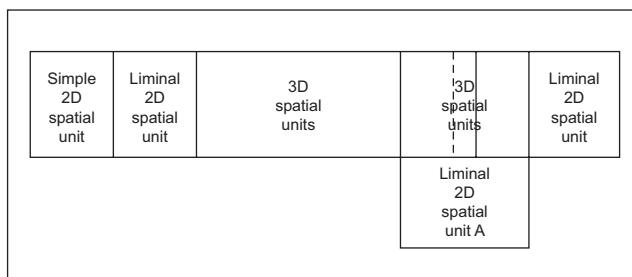 Simple
2D
spatial
unit
Liminal
2D
spatial
unit
3D
spatial
units
3D
spatial
units
Liminal
2D
spatial
unit
Liminal
2D
spatial
unit A